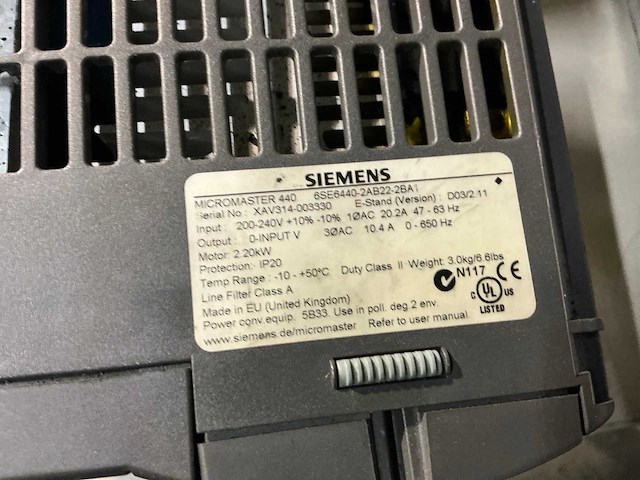 SIEMENS
MICROMASTER 440 6SE6440-2AB22-2BA1
Serial No : XAV314-003330 E-Stand (Version) : D03/2.11
Input : 200-240V +10% -10% 1ØAC 20.2A 47 - 63 Hz
Output : 0-INPUT V 3ØAC 10.4 A 0 - 650 Hz
Motor: 2.20kW
Protection: IP20
Temp Range : -10 - +50ºC Duty Class II Weight: 3.0kg/6.6lbs
Line Filter Class A
N117 CE
Made in EU (United Kingdom)
C UL US
LISTED
Power conv.equip. 5B33. Use in poll. deg 2 env.
www.siemens.de/micromaster Refer to user manual